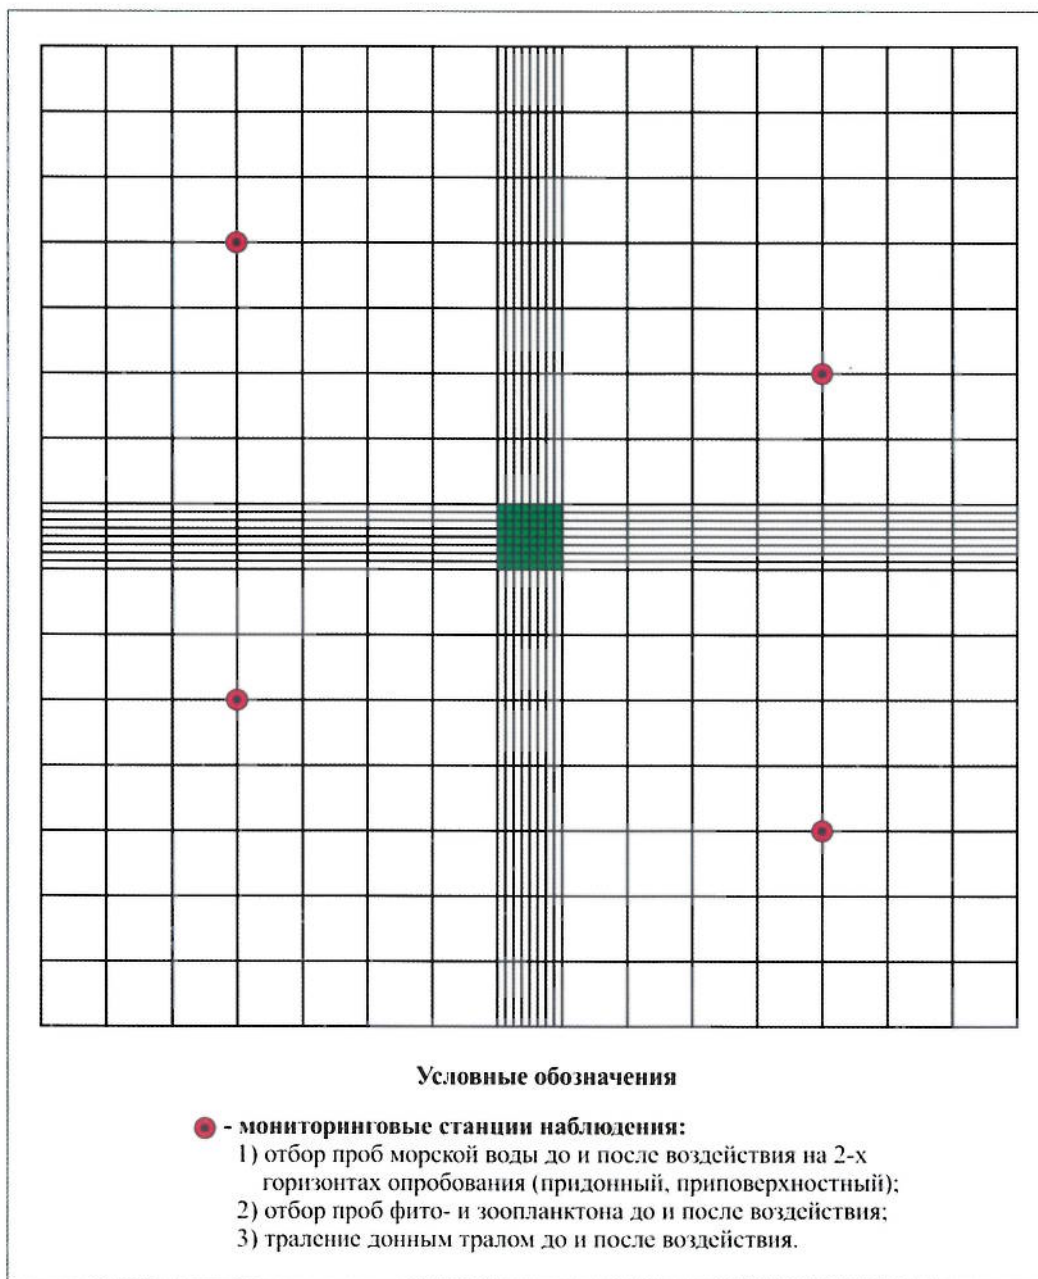 Условные обозначения
- мониторинговые станции наблюдения:
1) отбор проб морской воды до и после воздействия на 2-х
горизонтах опробования (придонный, приповерхностный);
2) отбор проб фито- и зоопланктона до и после воздействия;
3) траление донным тралом до и после воздействия.